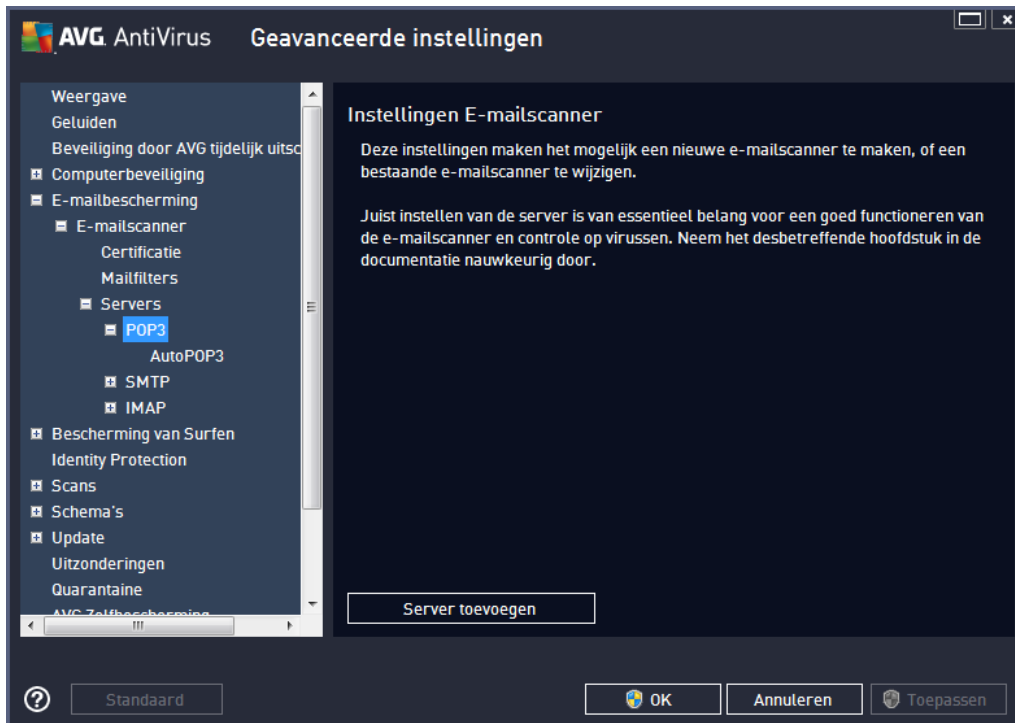 AVG. AntiVirus Geavanceerde instellingen
Weergave
Geluiden
Beveiliging door AVG tijdelijk uitsc
Computerbeveiliging
E-mailbescherming
E-mailscanner
Certificatie
Mailfilters
Servers
POP3
AutoPOP3
SMTP
IMAP
Bescherming van Surfen
Identity Protection
Scans
Schema's
Update
Uitzonderingen
Quarantaine
AVG Zelfbescherming
Instellingen E-mailscanner
Deze instellingen maken het mogelijk een nieuwe e-mailscanner te maken, of een
bestaande e-mailscanner te wijzigen.
Juist instellen van de server is van essentieel belang voor een goed functioneren van
de e-mailscanner en controle op virussen. Neem het desbetreffende hoofdstuk in de
documentatie nauwkeurig door.
Server toevoegen
Standaard
OK
Annuleren
Toepassen